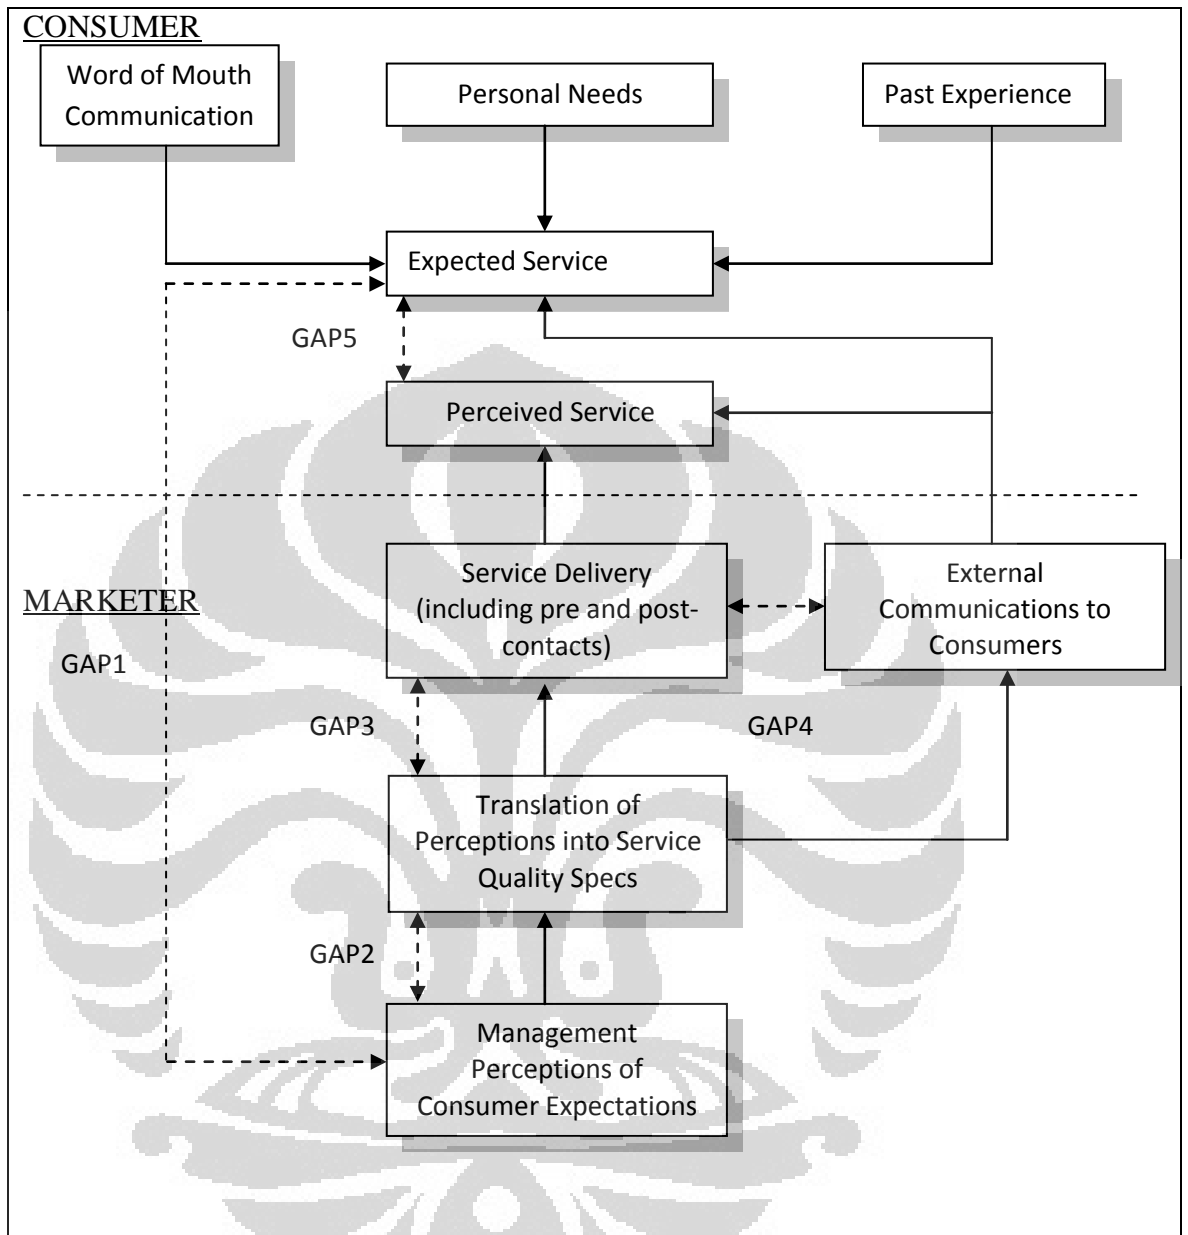 CONSUMER
Word of Mouth
Communication
Personal Needs
Past Experience
Expected Service
GAP5
Perceived Service
Service Delivery
(including pre and post-
contacts)
External
Communications to
Consumers
MARKETER
GAP1
GAP3
GAP4
Translation of
Perceptions into Service
Quality Specs
GAP2
Management
Perceptions of
Consumer Expectations